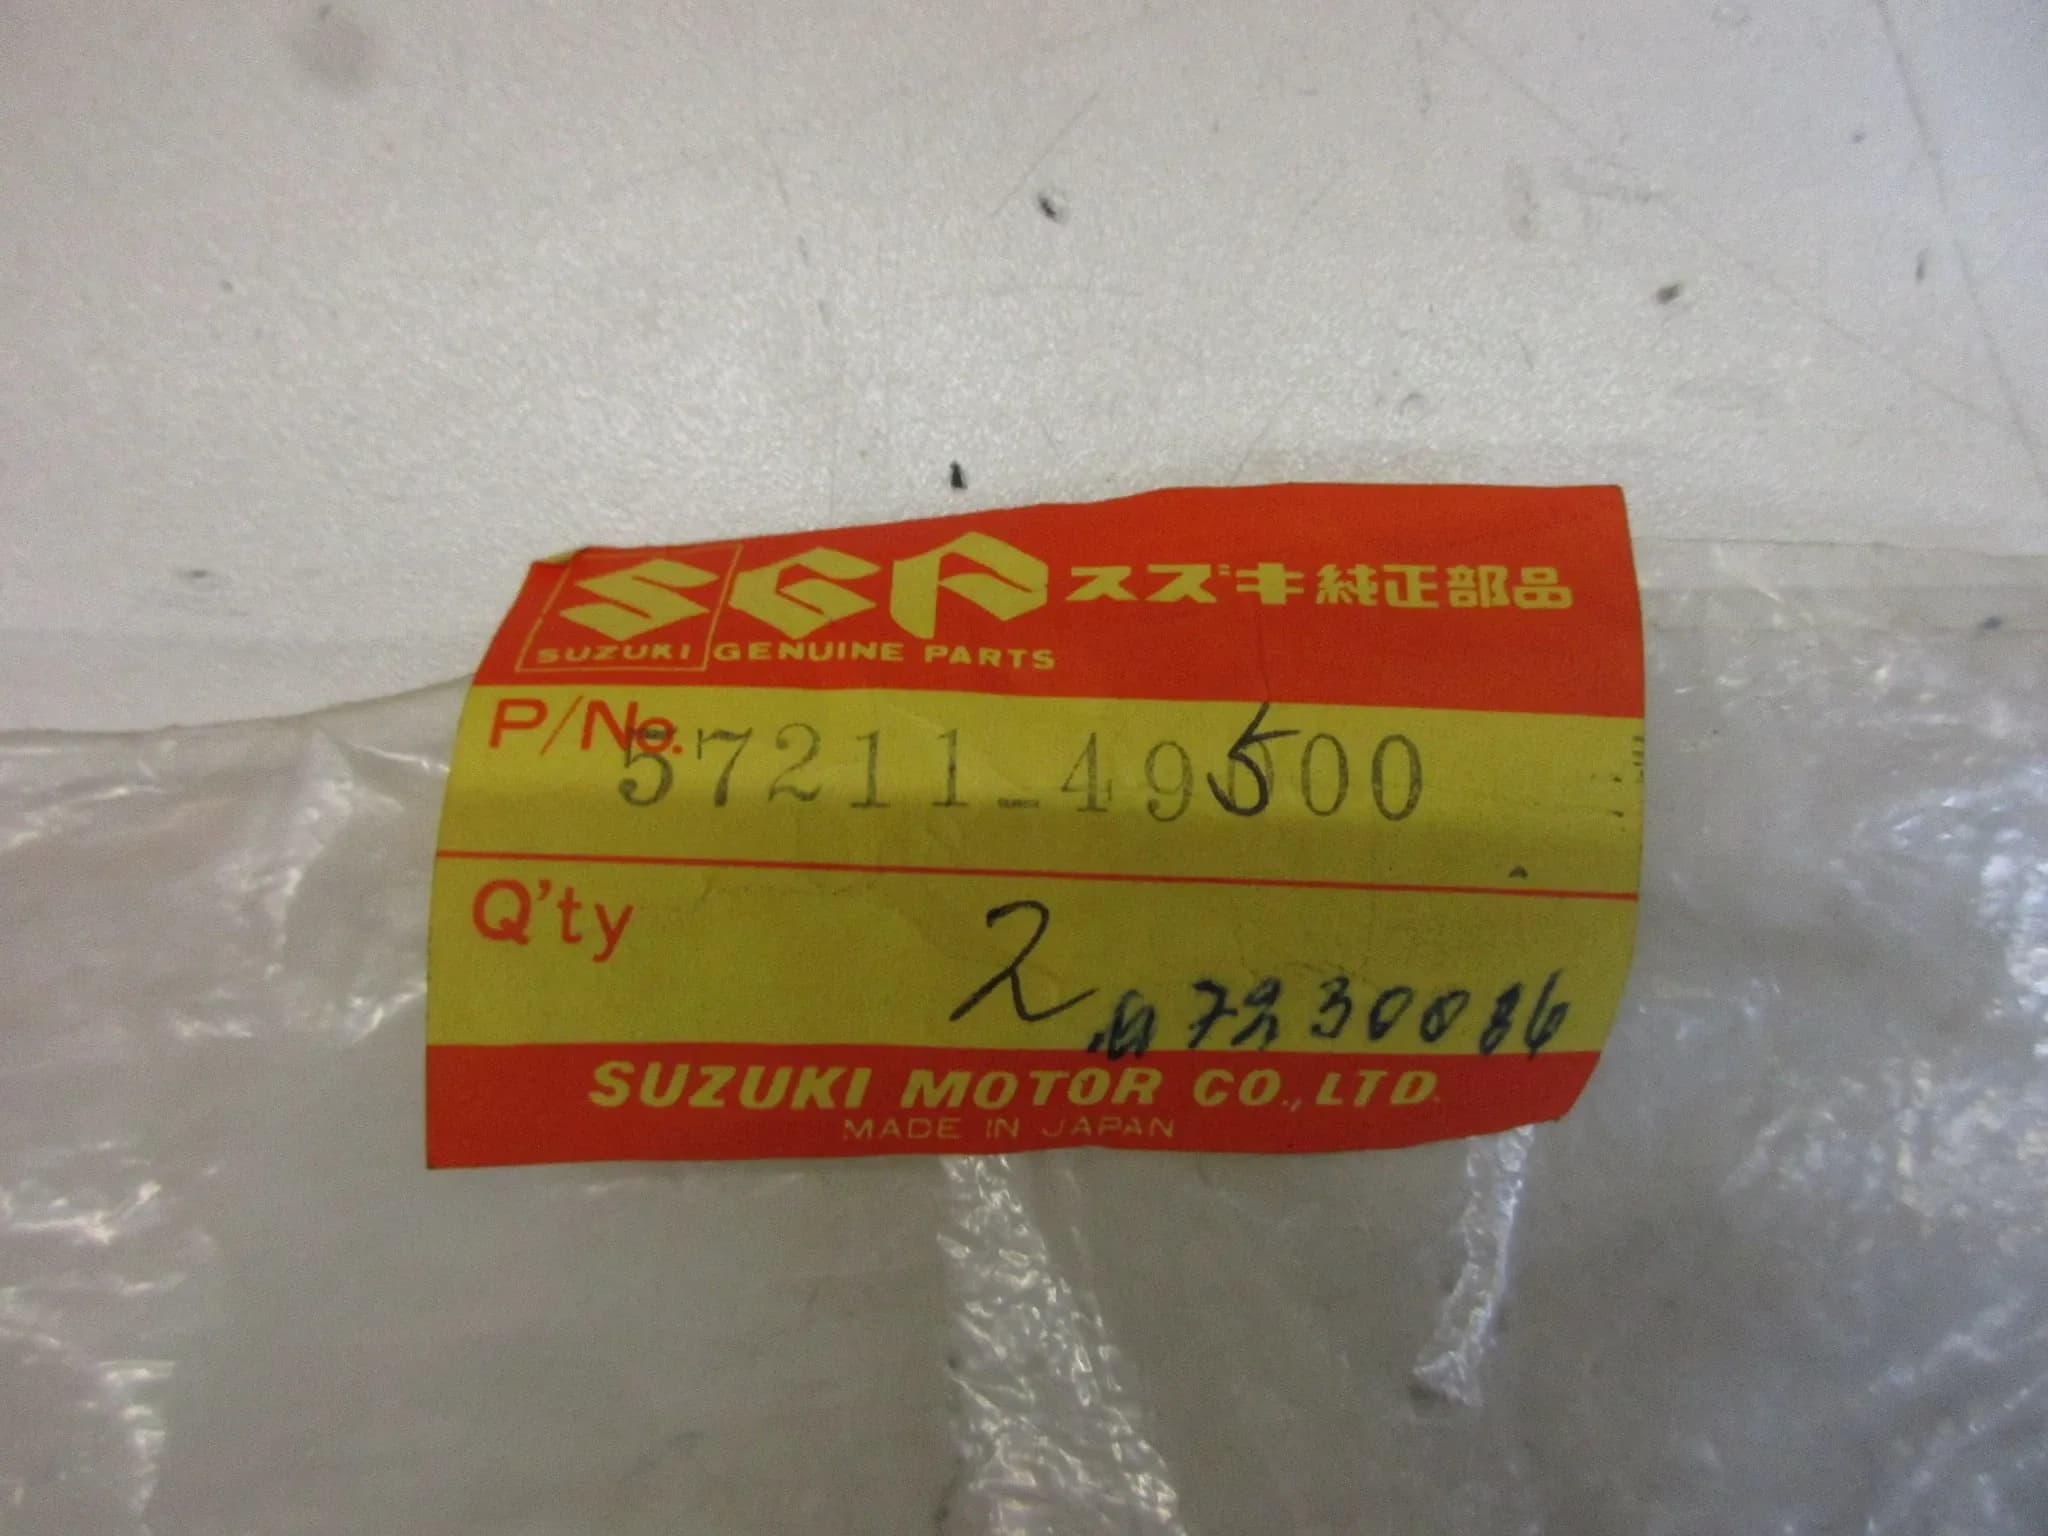 SGP スズキ純正部品
SUZUKI GENUINE PARTS
P/No. 57211-49500
Q'ty 2
7230086
SUZUKI MOTOR CO., LTD.
MADE IN JAPAN